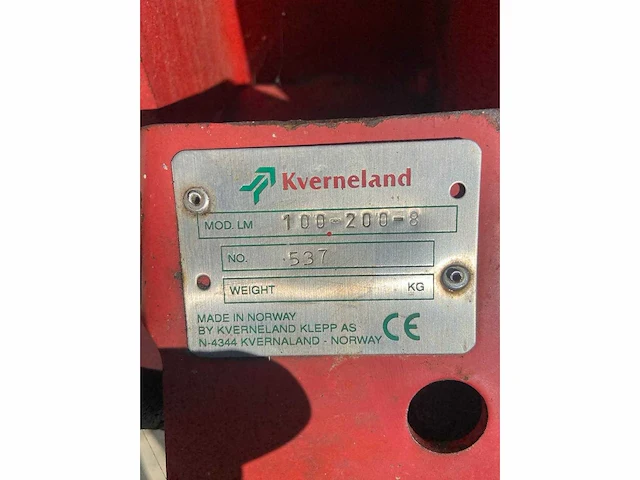 Kverneland
MOD. LM 100-200-8
NO. 537
WEIGHT KG
MADE IN NORWAY
BY KVERNELAND KLEPP AS
N-4344 KVERNALAND - NORWAY
CE